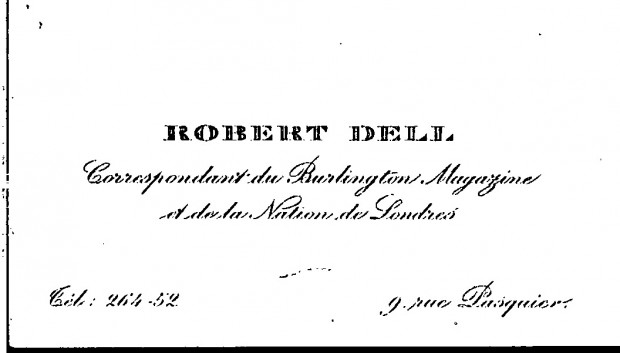 ROBERT DELL
Correspondant du Burlington Magazine
et de la Nation de Londres
Tél: 264-52
9. rue Pasquier.